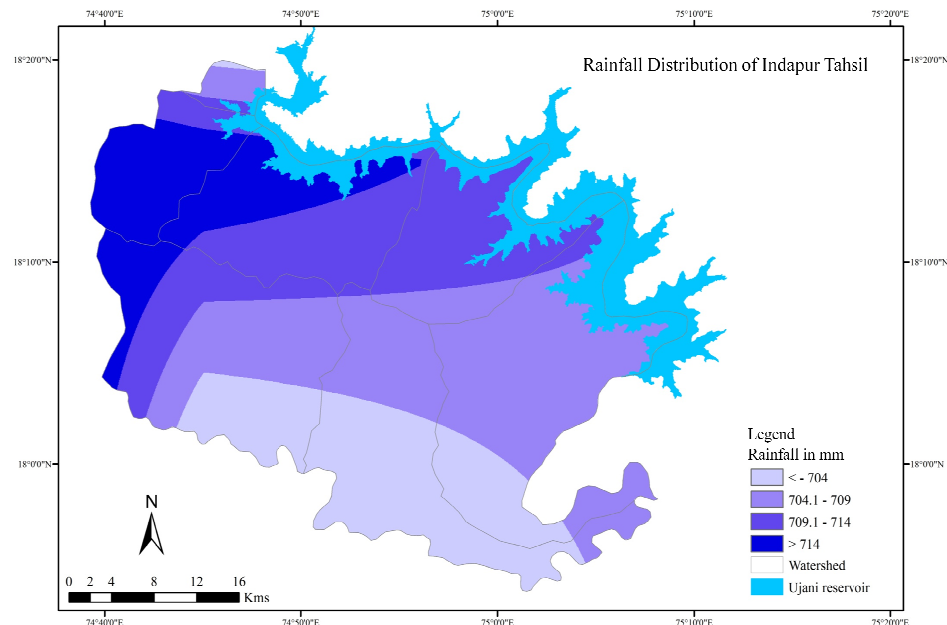 74°40'0"E 74°50'0"E 75°0'0"E 75°10'0"E 75°20'0"E
Rainfall Distribution of Indapur Tahsil
18°20'0"N 18°20'0"N
18°10'0"N 18°10'0"N
18°0'0"N 18°0'0"N
Legend
Rainfall in mm
< - 704
704.1 - 709
709.1 - 714
> 714
Watershed
Ujani reservoir
N
0 2 4 8 12 16
Kms
74°40'0"E 74°50'0"E 75°0'0"E 75°10'0"E 75°20'0"E